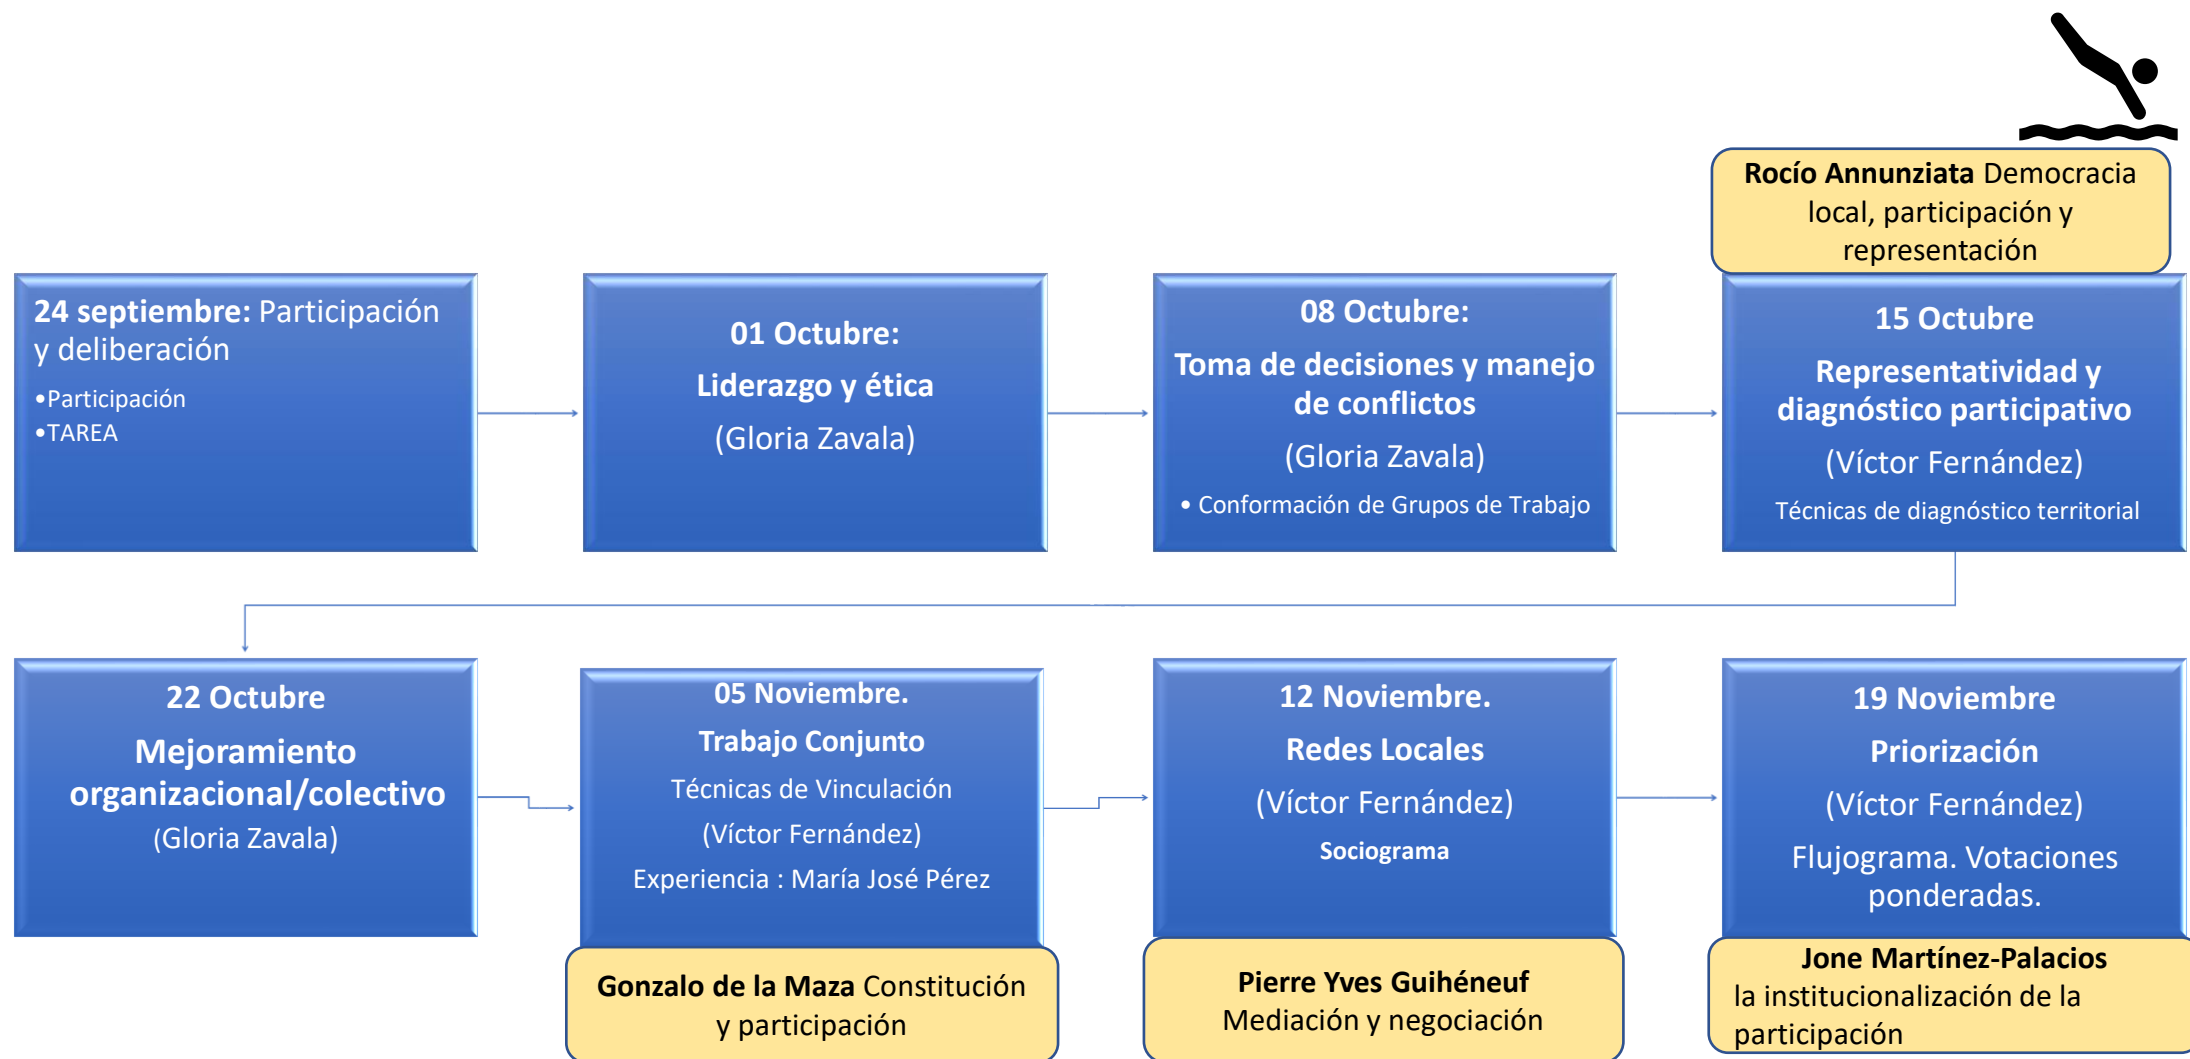 Rocío Annunziata Democracia
local, participación y
representación
24 septiembre: Participación
y deliberación
•Participación
•TAREA
01 Octubre:
Liderazgo y ética
(Gloria Zavala)
08 Octubre:
Toma de decisiones y manejo
de conflictos
(Gloria Zavala)
• Conformación de Grupos de Trabajo
15 Octubre
Representatividad y
diagnóstico participativo
(Víctor Fernández)
Técnicas de diagnóstico territorial
22 Octubre
Mejoramiento
organizacional/colectivo
(Gloria Zavala)
05 Noviembre.
Trabajo Conjunto
Técnicas de Vinculación
(Víctor Fernández)
Experiencia : María José Pérez
Gonzalo de la Maza Constitución
y participación
12 Noviembre.
Redes Locales
(Víctor Fernández)
Sociograma
Pierre Yves Guihéneuf
Mediación y negociación
19 Noviembre
Priorización
(Víctor Fernández)
Flujograma. Votaciones
ponderadas.
Jone Martínez-Palacios
la institucionalización de la
participación